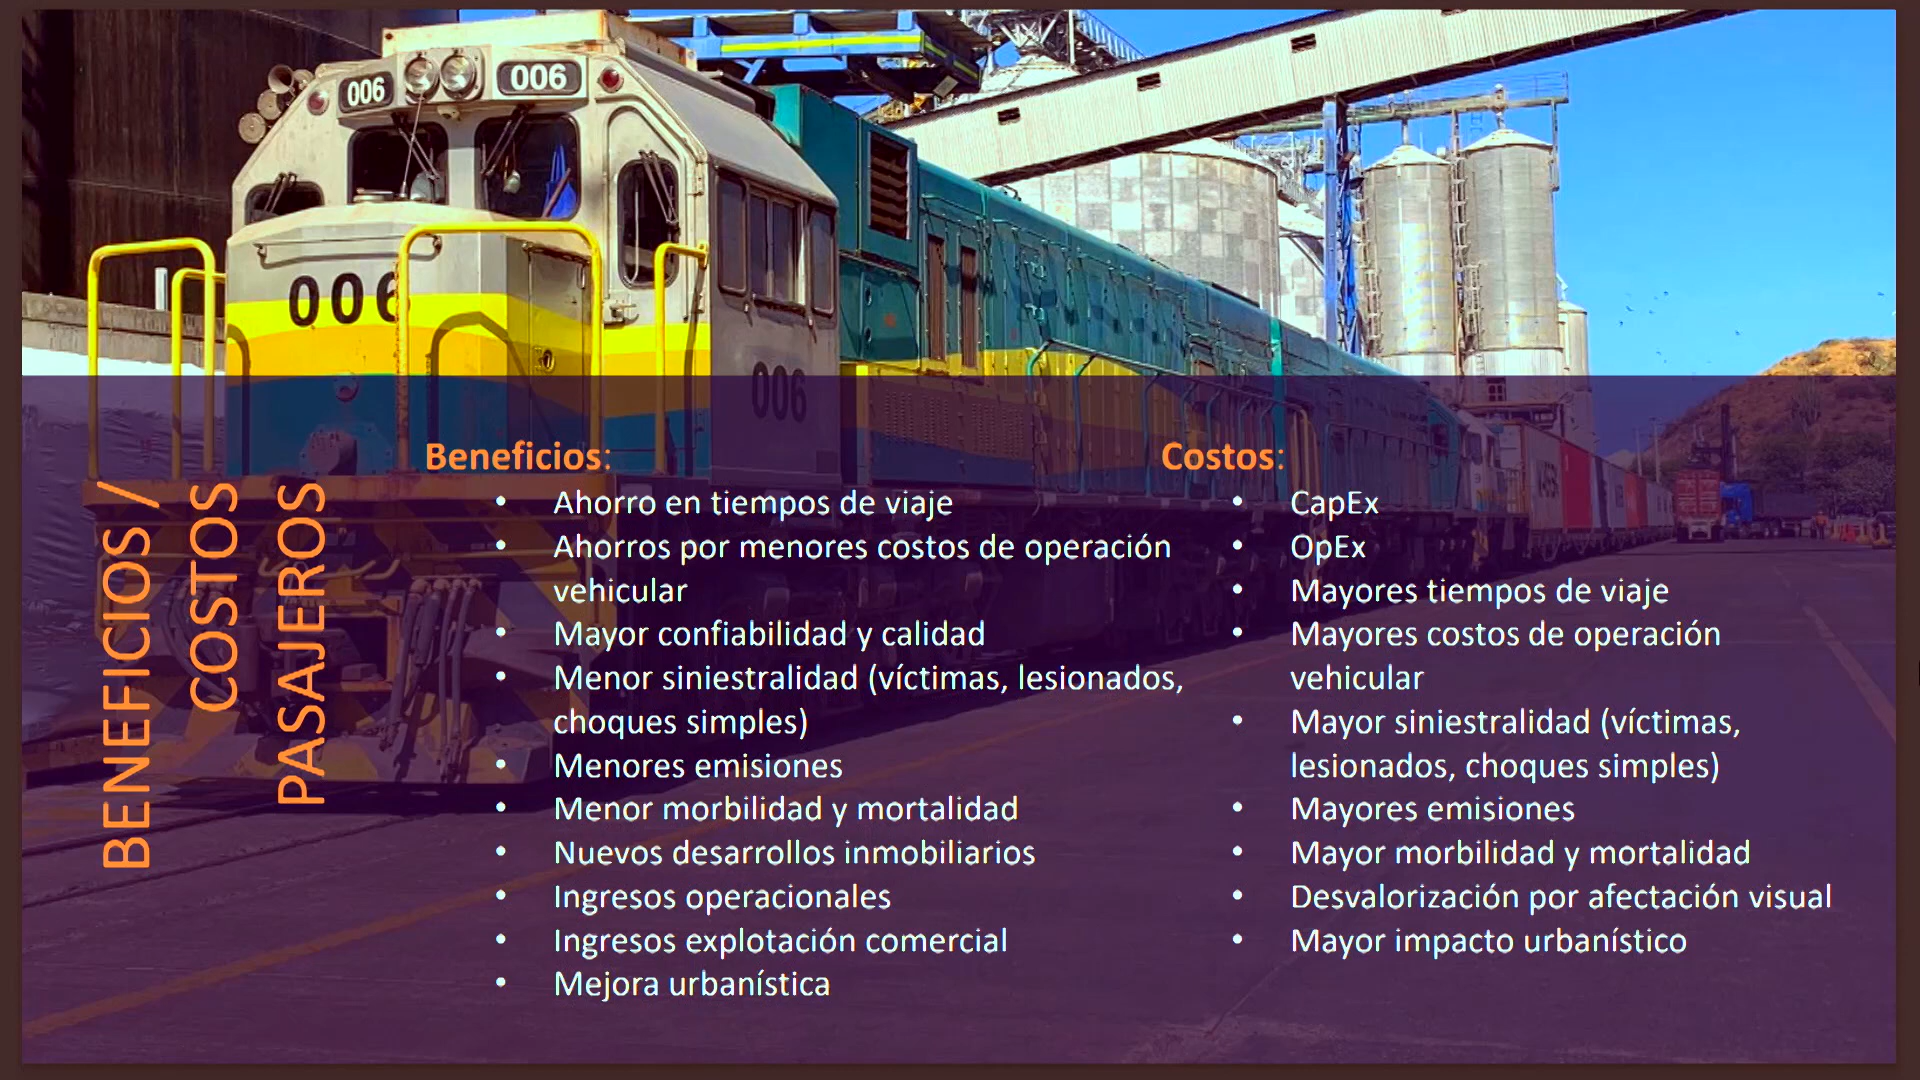 006
006
006
006
BENEFICIOS /
COSTOS
PASAJEROS
Beneficios:
• Ahorro en tiempos de viaje
• Ahorros por menores costos de operación
vehicular
• Mayor confiabilidad y calidad
• Menor siniestralidad (víctimas, lesionados,
choques simples)
• Menores emisiones
• Menor morbilidad y mortalidad
• Nuevos desarrollos inmobiliarios
• Ingresos operacionales
• Ingresos explotación comercial
• Mejora urbanística
Costos:
• CapEx
• OpEx
• Mayores tiempos de viaje
• Mayores costos de operación
vehicular
• Mayor siniestralidad (víctimas,
lesionados, choques simples)
• Mayores emisiones
• Mayor morbilidad y mortalidad
• Desvalorización por afectación visual
• Mayor impacto urbanístico